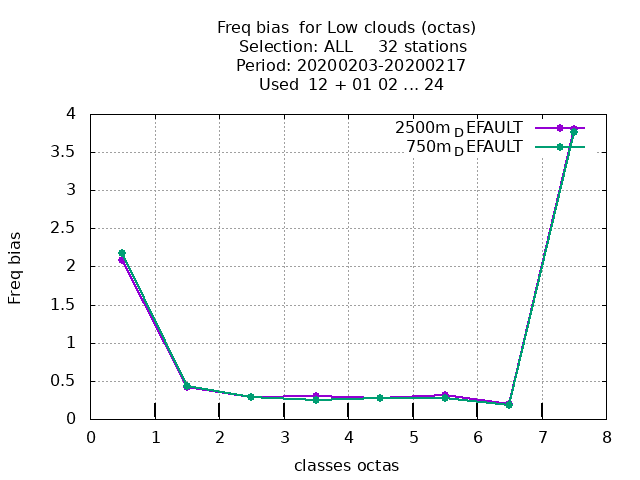 Freq bias  for Low clouds (octas)
Selection: ALL     32 stations
Period: 20200203-20200217
Used  12 + 01 02 ... 24
2500m_DEFAULT
750m_DEFAULT
4
3.5
3
2.5
2
1.5
1
0.5
0
Freq bias
0 1 2 3 4 5 6 7 8
classes octas